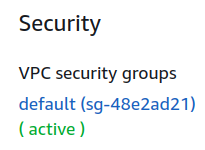 Security
VPC security groups
default (sg-48e2ad21)
( active )